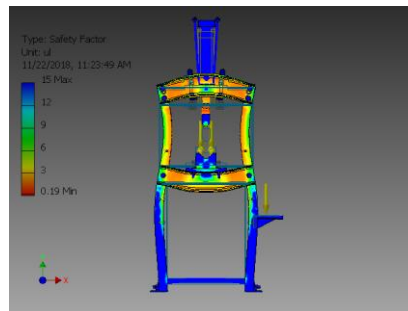 Type: Safety Factor
Unit: ul
11/22/2018, 11:23:49 AM
15 Max
12
9
6
3
0.19 Min
X